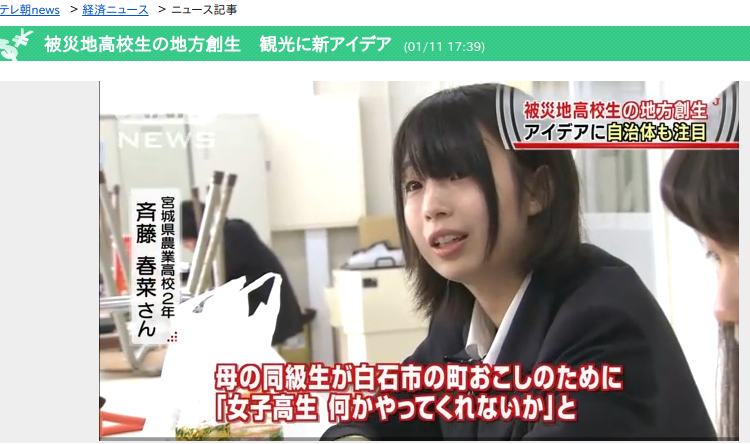 テレ朝news > 経済ニュース > ニュース記事
被災地高校生の地方創生 観光に新アイデア (01/11 17:39)
被災地高校生の地方創生
アイデアに自治体も注目
NEWS
宮城県農業高校2年
斉藤 春菜さん
母の同級生が白石市の町おこしのために
「女子高生 何かやってくれないか」と